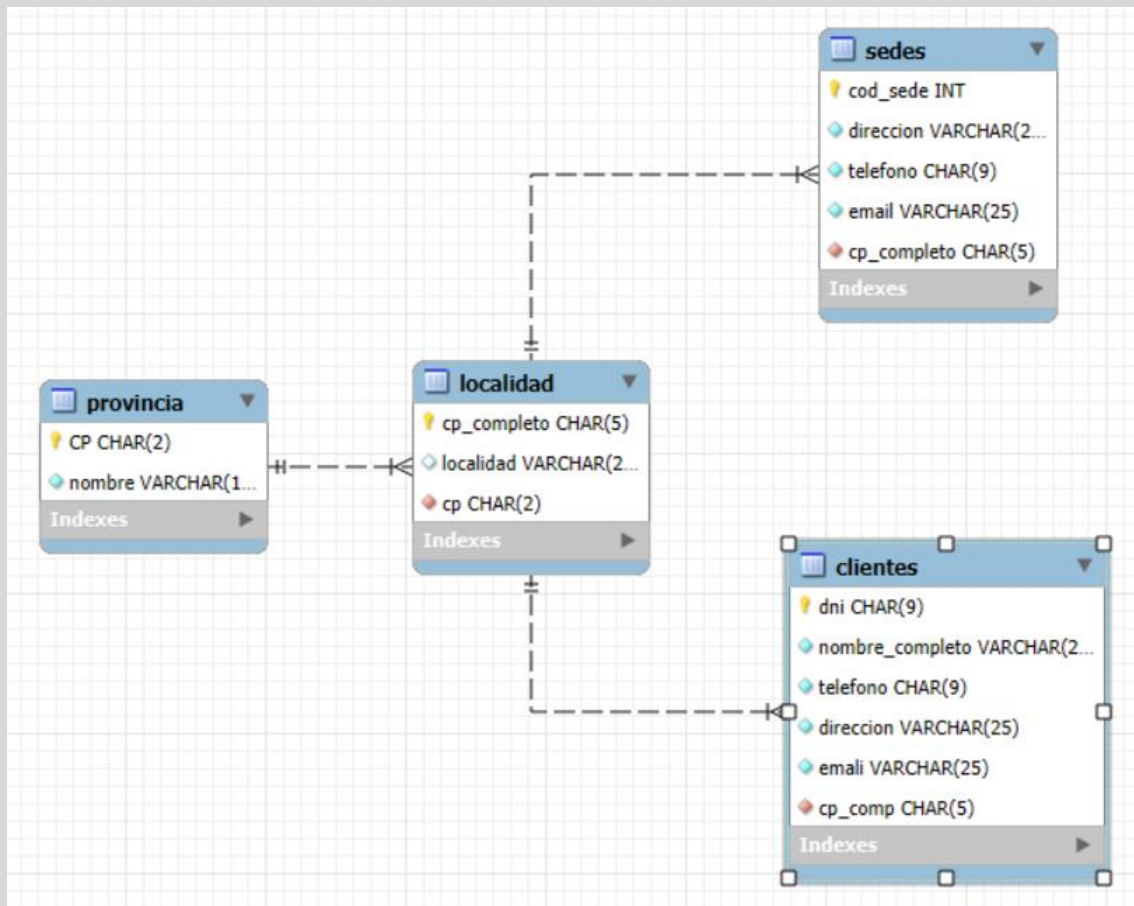 sedes
cod_sede INT
direccion VARCHAR(2...
telefono CHAR(9)
email VARCHAR(25)
cp_completo CHAR(5)
Indexes
provincia
CP CHAR(2)
nombre VARCHAR(1...
Indexes
localidad
cp_completo CHAR(5)
localidad VARCHAR(2...
cp CHAR(2)
Indexes
clientes
dni CHAR(9)
nombre_completo VARCHAR(2...
telefono CHAR(9)
direccion VARCHAR(25)
emali VARCHAR(25)
cp_comp CHAR(5)
Indexes